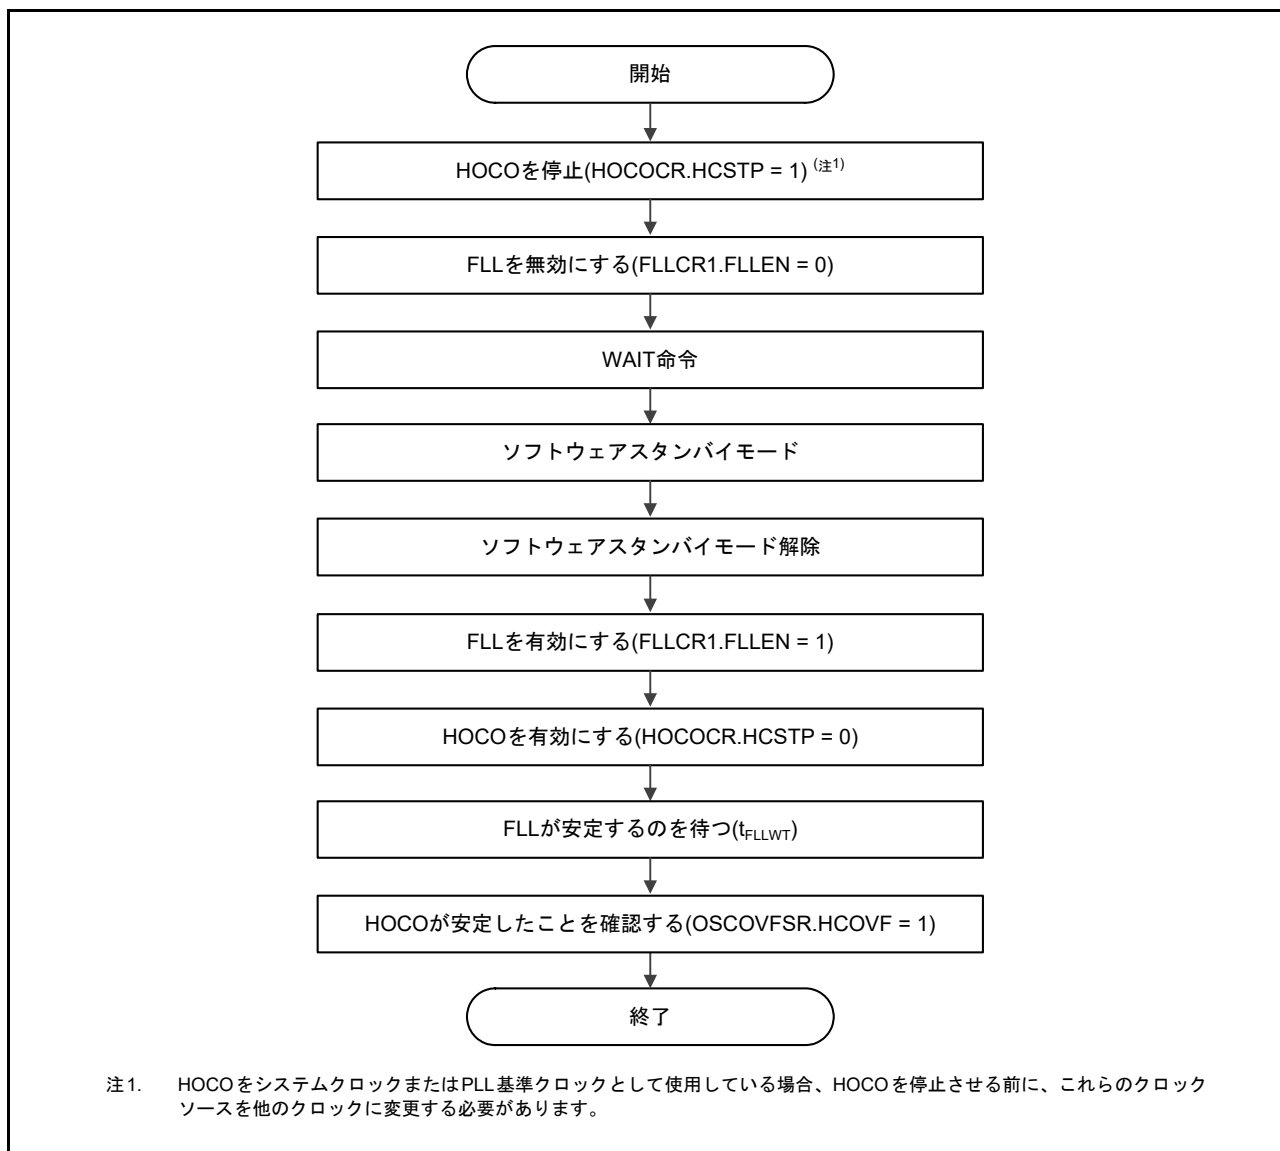 開始
HOCOを停止(HOCOCR.HCSTP = 1) (注1)
FLLを無効にする(FLLCR1.FLLEN = 0)
WAIT命令
ソフトウェアスタンバイモード
ソフトウェアスタンバイモード解除
FLLを有効にする(FLLCR1.FLLEN = 1)
HOCOを有効にする(HOCOCR.HCSTP = 0)
FLLが安定するのを待つ(tFLLWT)
HOCOが安定したことを確認する(OSCOVFSR.HCOVF = 1)
終了
注1. HOCOをシステムクロックまたはPLL基準クロックとして使用している場合、HOCOを停止させる前に、これらのクロック
ソースを他のクロックに変更する必要があります。